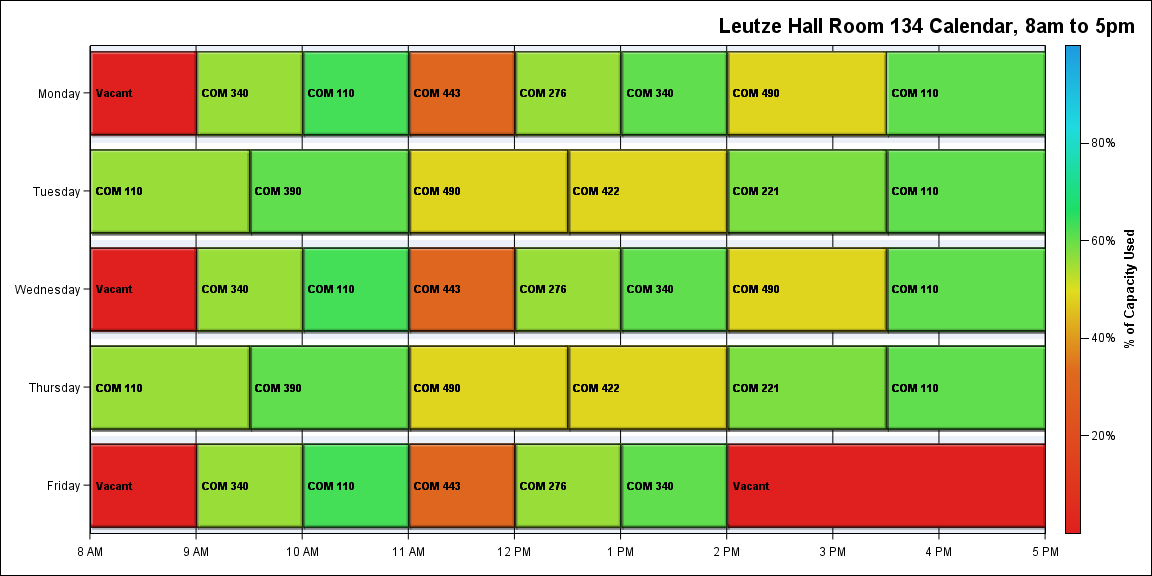 Leutze Hall Room 134 Calendar, 8am to 5pm
Monday
Vacant
COM 340
COM 110
COM 443
COM 276
COM 340
COM 490
COM 110
Tuesday
COM 110
COM 390
COM 490
COM 422
COM 221
COM 110
Wednesday
Vacant
COM 340
COM 110
COM 443
COM 276
COM 340
COM 490
COM 110
Thursday
COM 110
COM 390
COM 490
COM 422
COM 221
COM 110
Friday
Vacant
COM 340
COM 110
COM 443
COM 276
COM 340
Vacant
8 AM
9 AM
10 AM
11 AM
12 PM
1 PM
2 PM
3 PM
4 PM
5 PM
80%
60%
40%
20%
% of Capacity Used